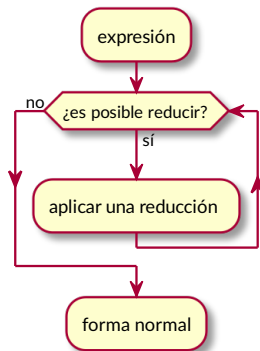 expresión
¿es posible reducir?
no
sí
aplicar una reducción
forma normal